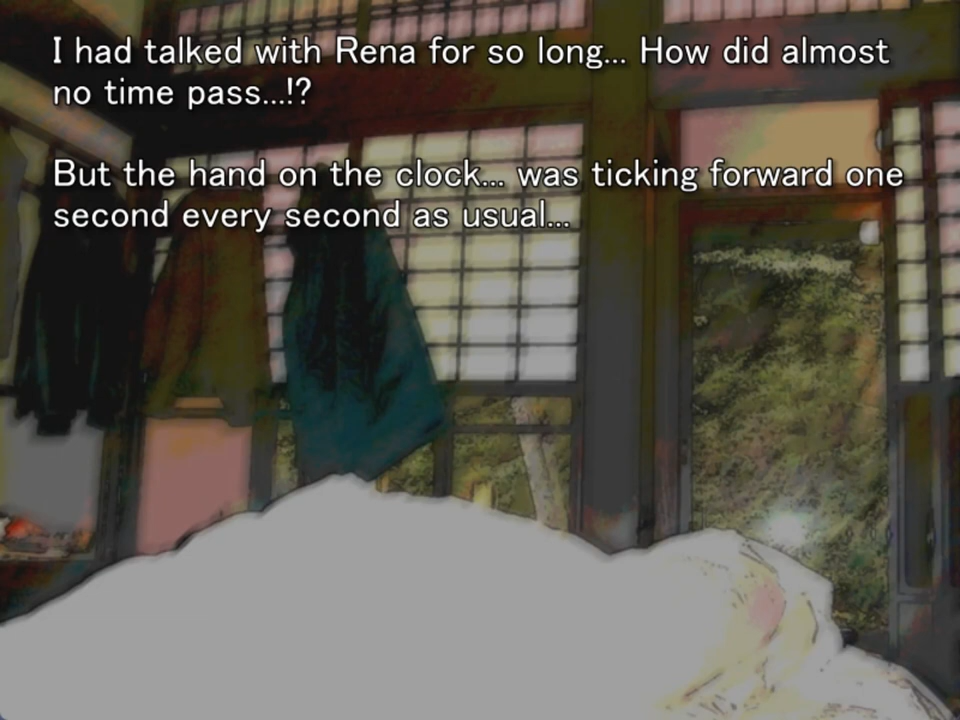 I had talked with Rena for so long... How did almost
no time pass...!?
But the hand on the clock... was ticking forward one
second every second as usual...